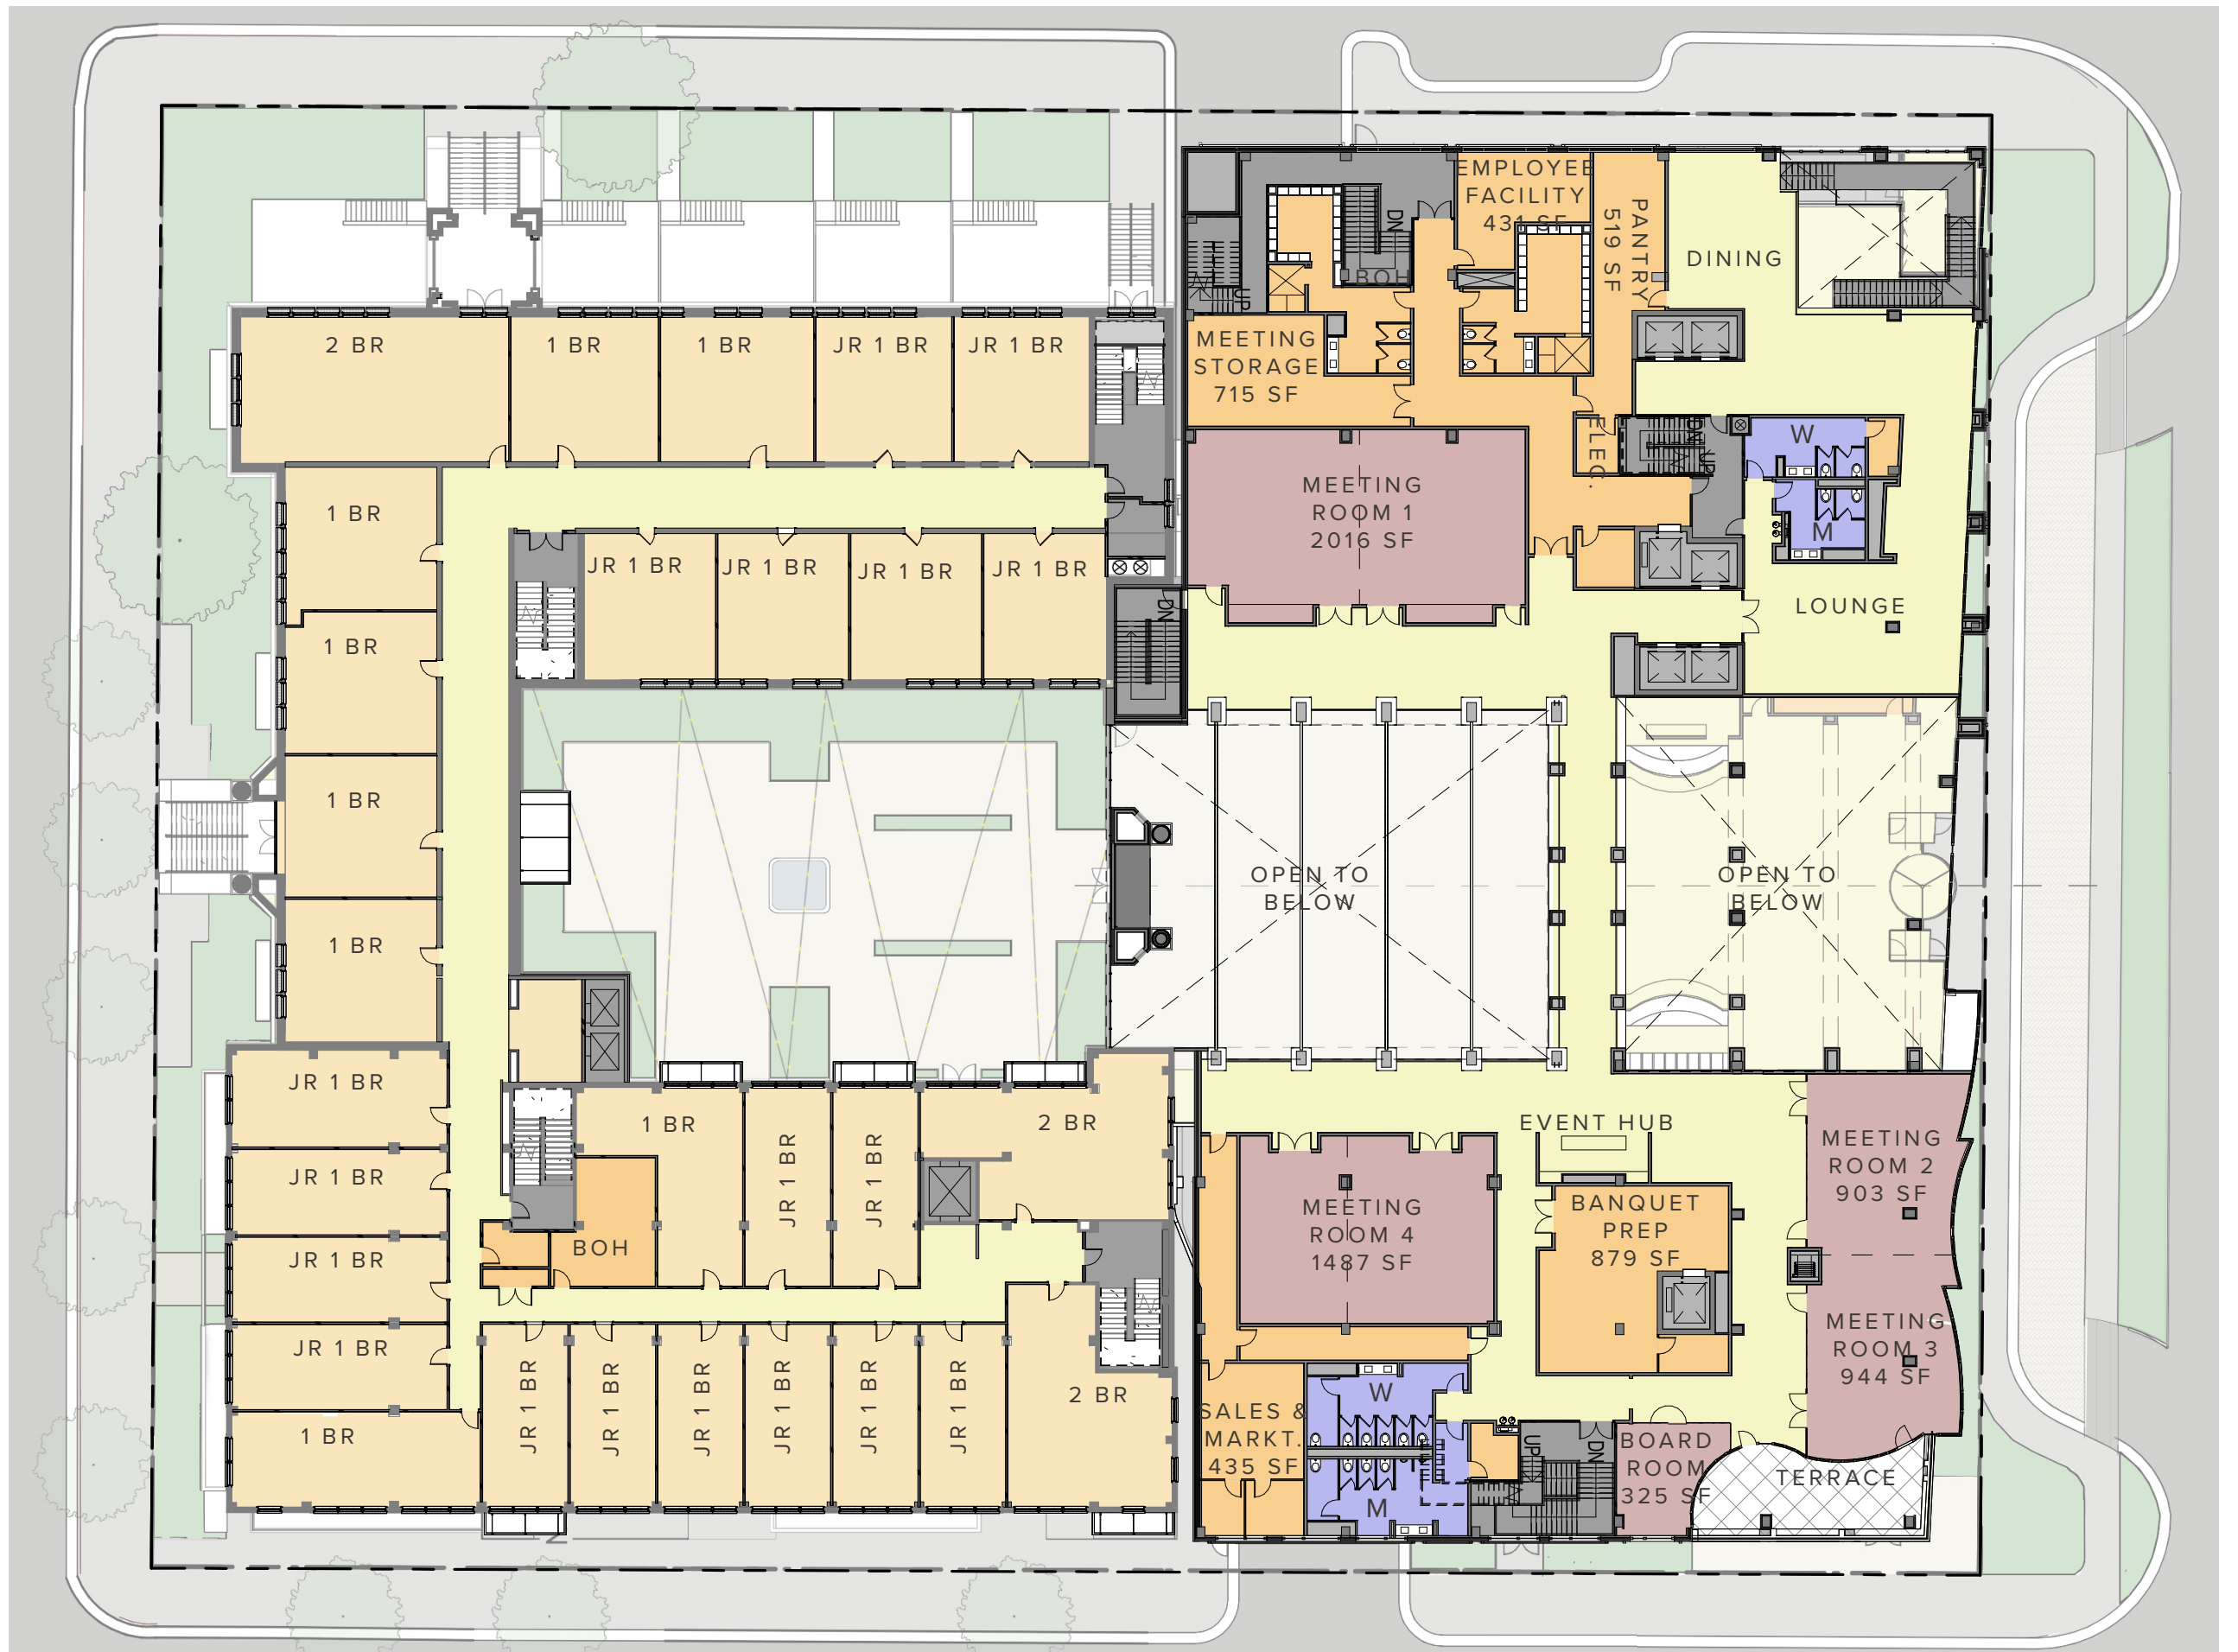 EMPLOYEE
FACILITY
431 SF
PANTRY
519 SF
DN
BOH
UP
DINING
2 BR
1 BR
1 BR
JR 1 BR
JR 1 BR
MEETING
STORAGE
715 SF
ELEC.
DN
UP
W
M
1 BR
MEETING
ROOM 1
2016 SF
JR 1 BR
JR 1 BR
JR 1 BR
JR 1 BR
DN
LOUNGE
1 BR
1 BR
OPEN TO
BELOW
OPEN TO
BELOW
1 BR
JR 1 BR
1 BR
JR 1 BR
JR 1 BR
2 BR
EVENT HUB
MEETING
ROOM 2
903 SF
JR 1 BR
MEETING
ROOM 4
1487 SF
BANQUET
PREP
879 SF
JR 1 BR
BOH
MEETING
ROOM 3
944 SF
JR 1 BR
JR 1 BR
JR 1 BR
JR 1 BR
JR 1 BR
JR 1 BR
JR 1 BR
2 BR
W
SALES &
MARKT.
435 SF
1 BR
UP
DN
BOARD
ROOM
325 SF
TERRACE
M